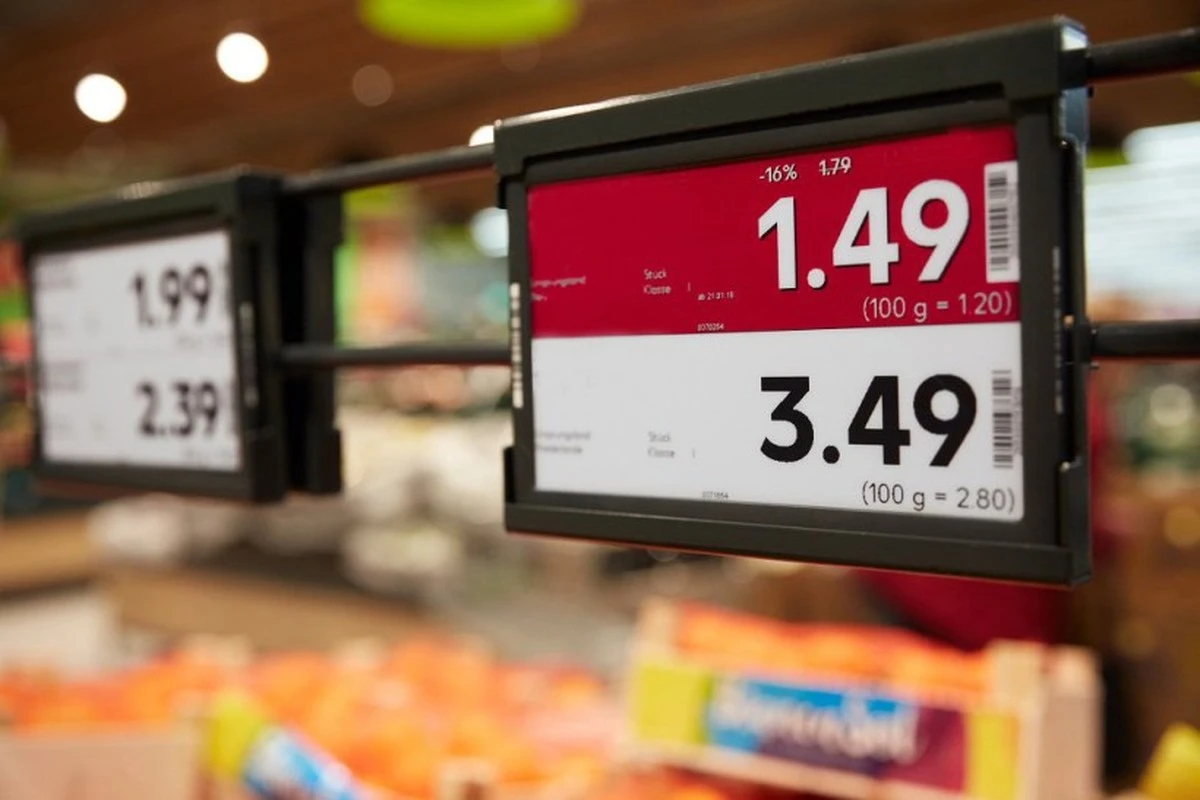 1.99
2.39
-16% 1.79
1.49
Stück
Klasse I
(100 g = 1.20)
3.49
Stück
Klasse I
(100 g = 2.80)